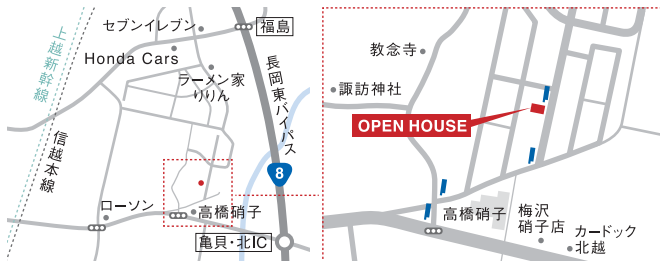 セブンイレブン
福島
Honda Cars
上越新幹線
ラーメン家
りりん
長岡東バイパス
信越本線
8
ローソン
高橋硝子
亀貝・北IC
教念寺
諏訪神社
OPEN HOUSE
高橋硝子
梅沢
硝子店
カードック
北越